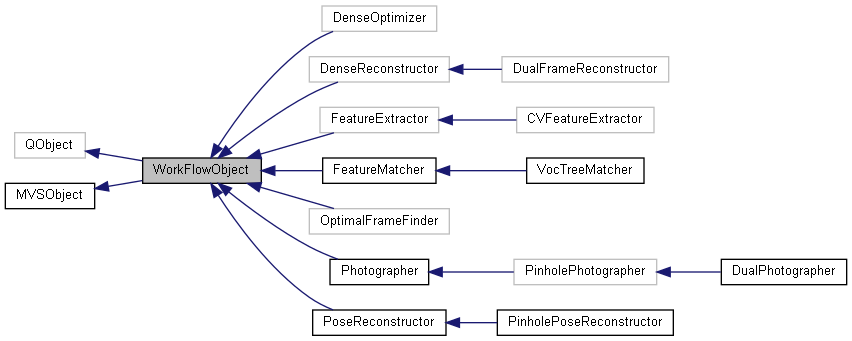 DenseOptimizer
DenseReconstructor
DualFrameReconstructor
FeatureExtractor
CVFeatureExtractor
QObject
WorkFlowObject
FeatureMatcher
VocTreeMatcher
MVSObject
OptimalFrameFinder
Photographer
PinholePhotographer
DualPhotographer
PoseReconstructor
PinholePoseReconstructor